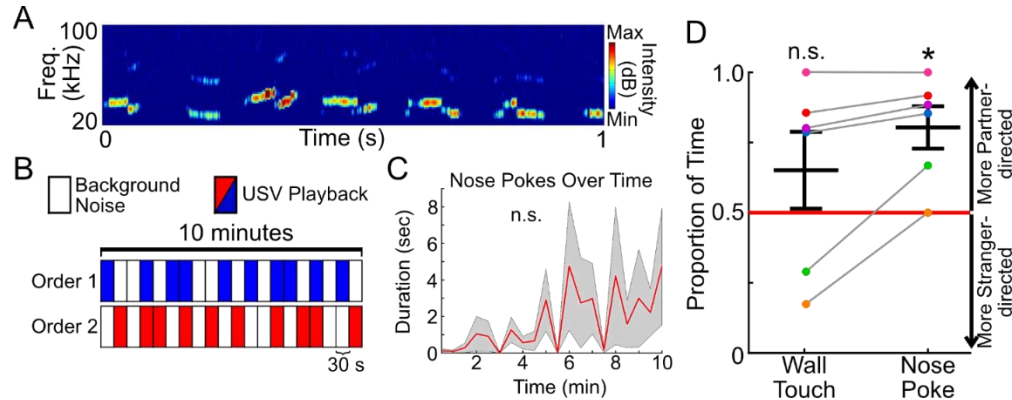 A
100
Freq.
(kHz)
20
0
Time (s)
1
Max
Intensity
(dB)
Min
B
Background
Noise
USV Playback
10 minutes
Order 1
Order 2
30 s
C
Nose Pokes Over Time
n.s.
8
6
4
2
0
Duration (sec)
2
4
6
8
10
Time (min)
D
n.s.
*
1.0
0.5
0
Proportion of Time
Wall
Touch
Nose
Poke
More Partner-
directed
More Stranger-
directed